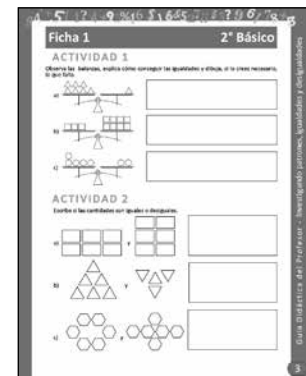 Ficha 1 2° Básico
ACTIVIDAD 1
Observa las balanzas, explica cómo conseguir las igualdades y dibuja, si lo crees necesario,
lo que falta.
a)
b)
c)
ACTIVIDAD 2
Escribe si las cantidades son iguales o desiguales.
a) y
b) y
c) y
Guía Didáctica del Profesor - Investigando patrones, igualdades y desigualdades
3